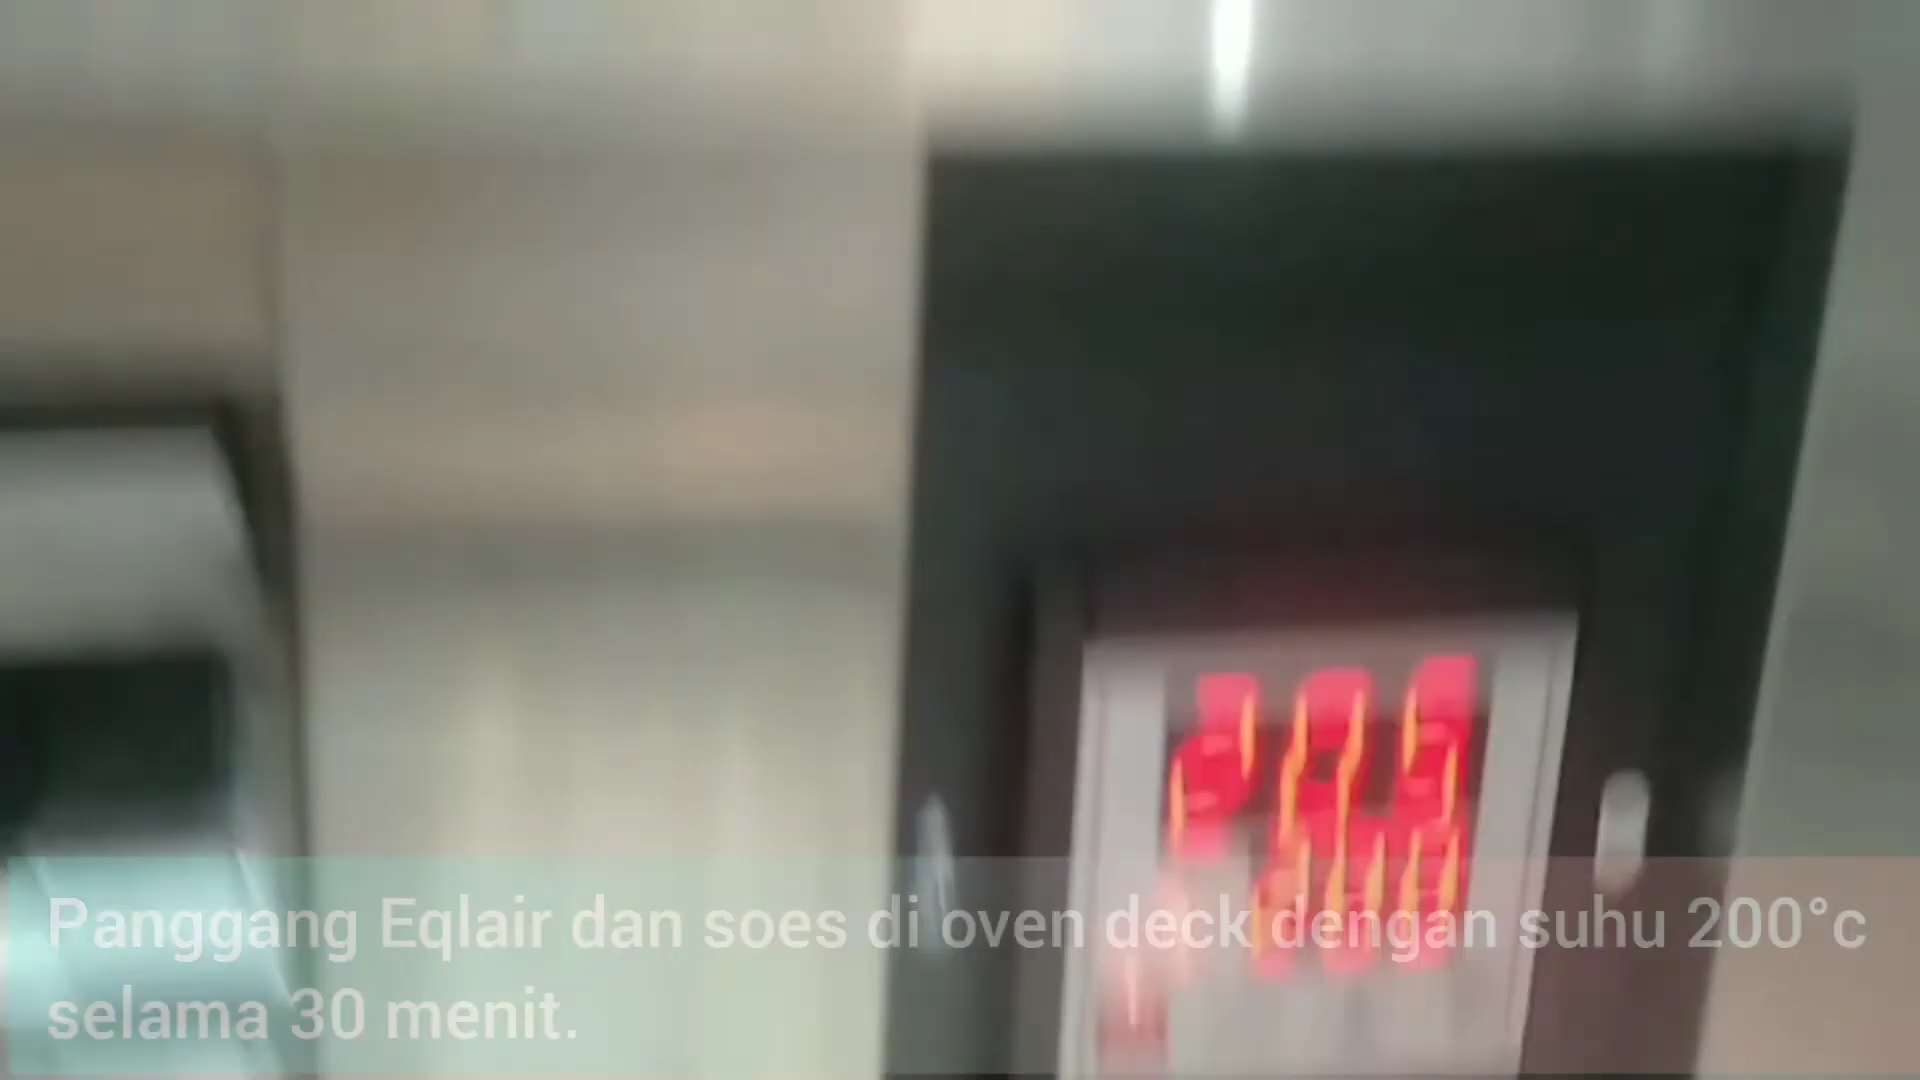 Panggang Eqlair dan soes di oven deck dengan suhu 200°c
selama 30 menit.